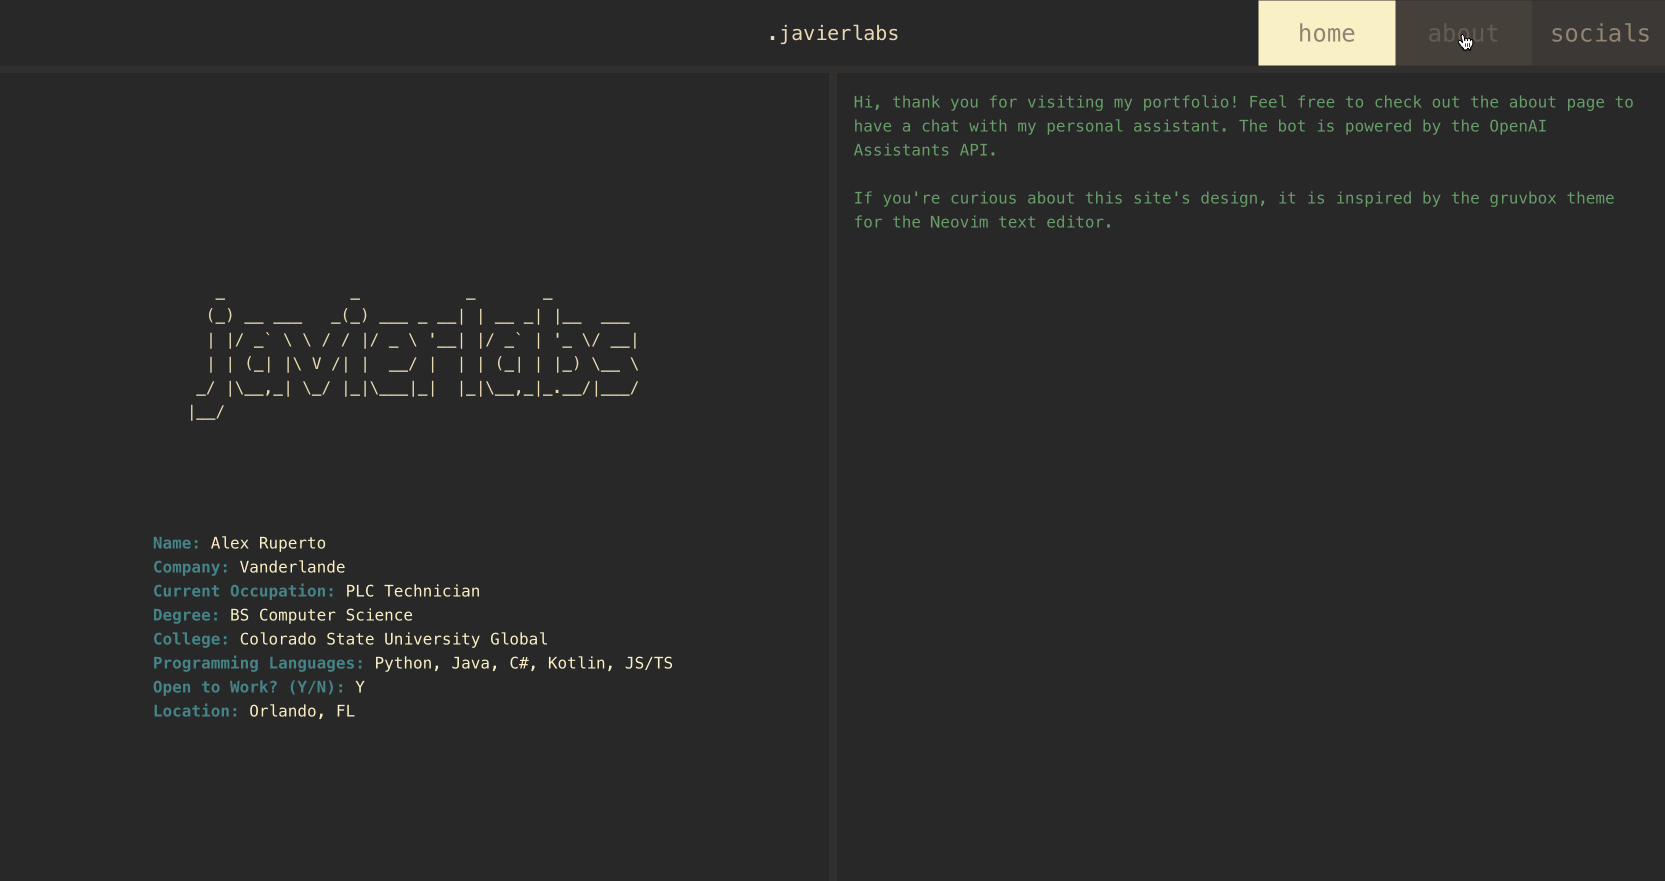 .javierlabs
home about socials
Hi, thank you for visiting my portfolio! Feel free to check out the about page to
have a chat with my personal assistant. The bot is powered by the OpenAI
Assistants API.
If you're curious about this site's design, it is inspired by the gruvbox theme
for the Neovim text editor.
javierlabs
Name: Alex Ruperto
Company: Vanderlande
Current Occupation: PLC Technician
Degree: BS Computer Science
College: Colorado State University Global
Programming Languages: Python, Java, C#, Kotlin, JS/TS
Open to Work? (Y/N): Y
Location: Orlando, FL